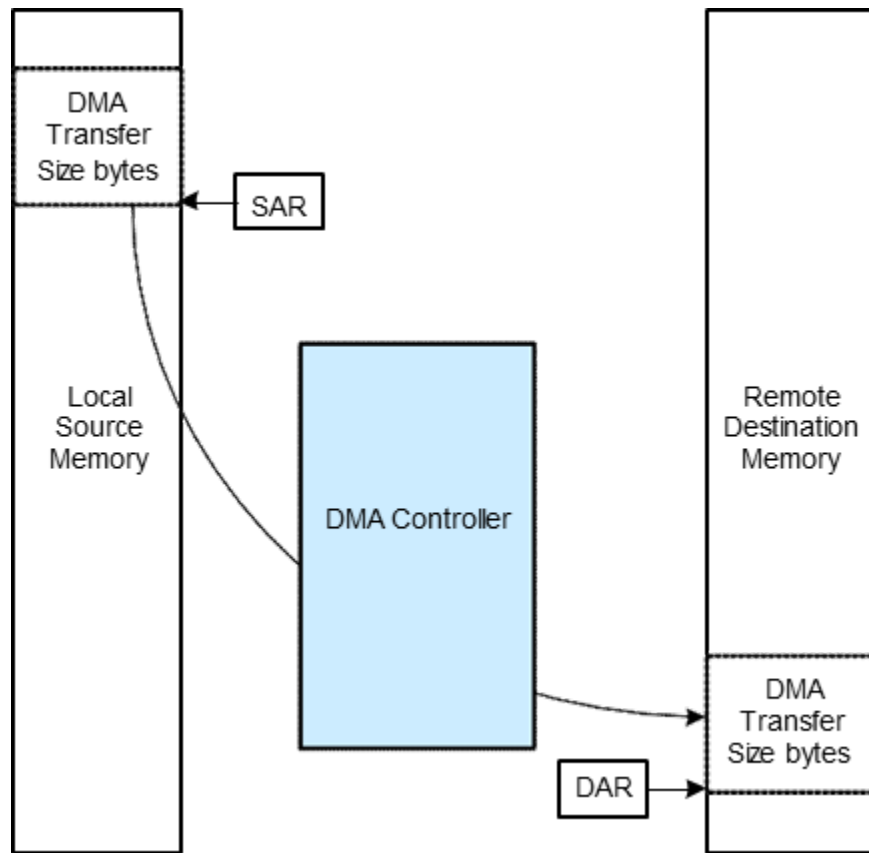 DMA
Transfer
Size bytes
SAR
Local
Source
Memory
DMA Controller
Remote
Destination
Memory
DMA
Transfer
Size bytes
DAR